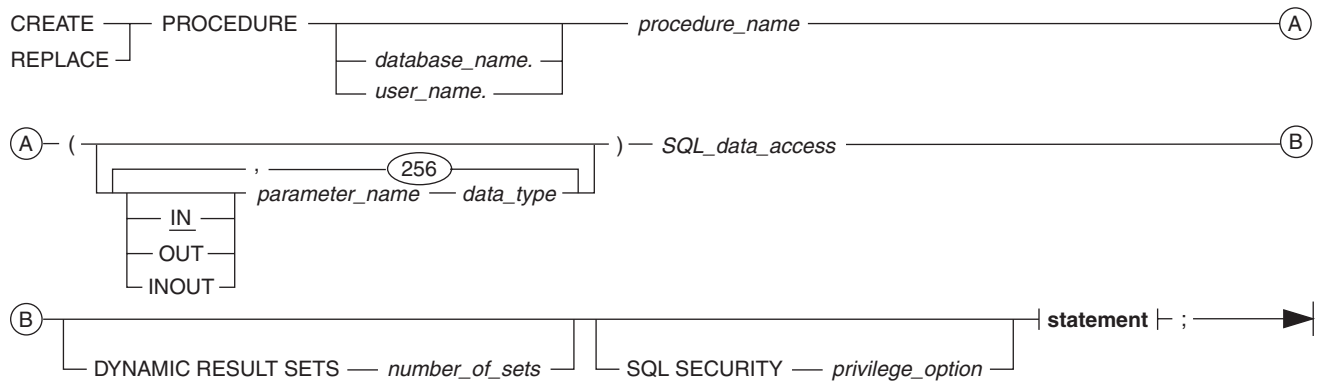 CREATE PROCEDURE procedure_name A
REPLACE database_name.
user_name.
A ( ) SQL_data_access B
, 256
parameter_name data_type
IN
OUT
INOUT
B statement ;
DYNAMIC RESULT SETS number_of_sets SQL SECURITY privilege_option